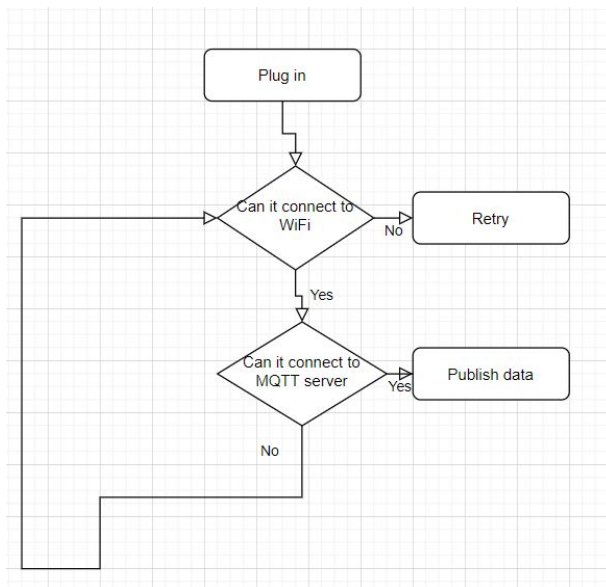 Plug in
Can it connect to
WiFi
No
Retry
Yes
Can it connect to
MQTT server
Yes
Publish data
No